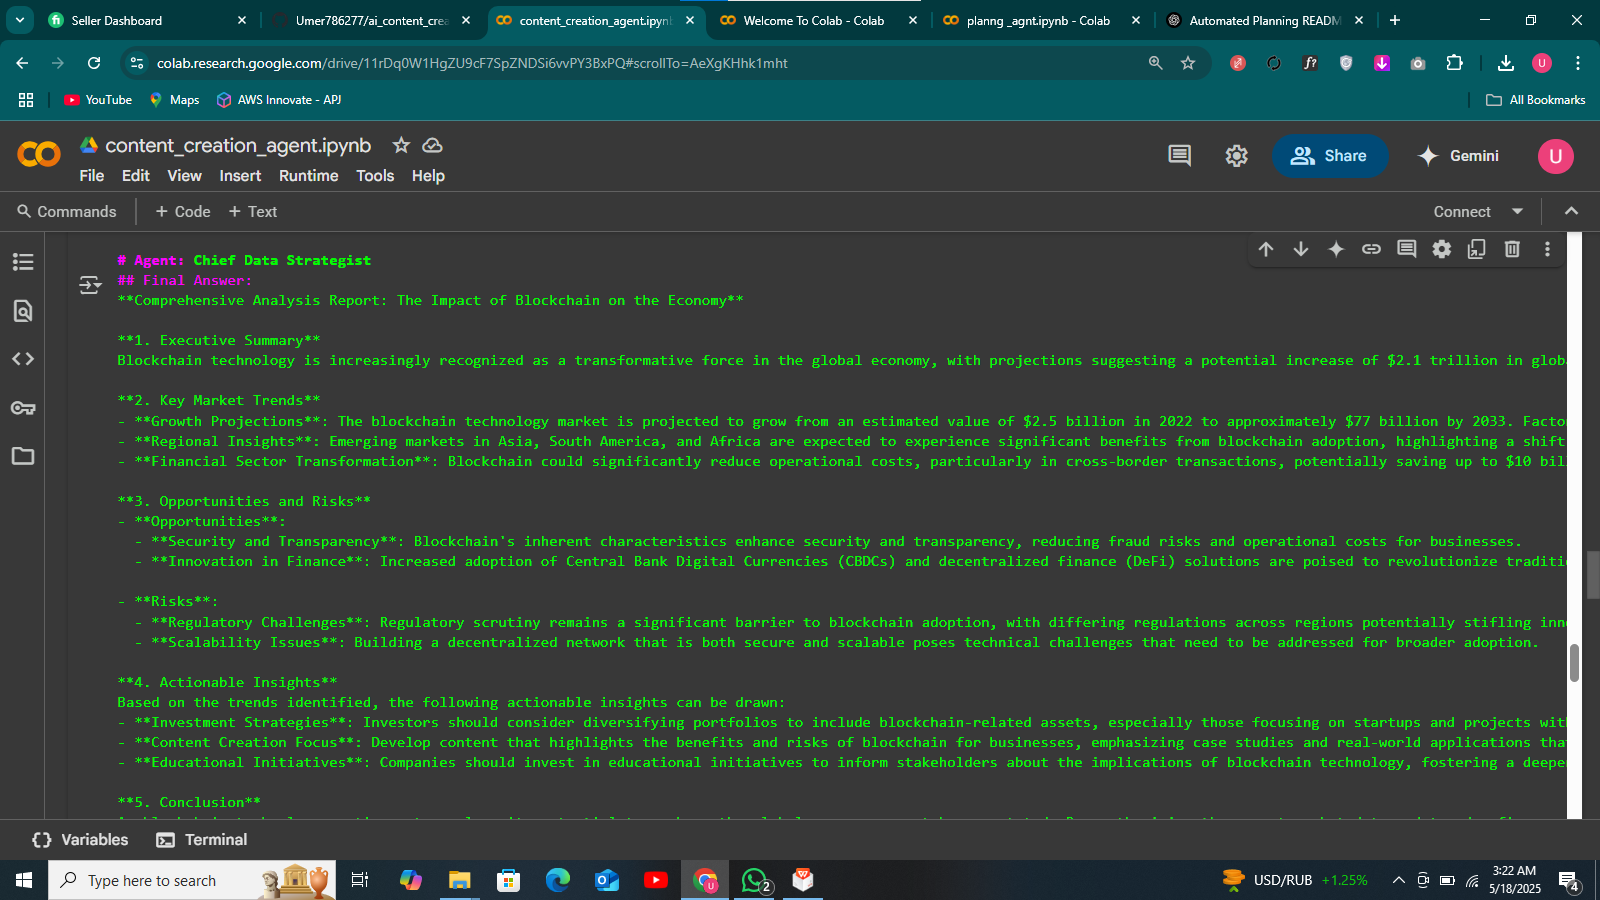 Seller Dashboard
Umer786277/ai_content_crea
content_creation_agent.ipynb
Welcome To Colab - Colab
planng _agnt.ipynb - Colab
Automated Planning README
colab.research.google.com/drive/11rDq0W1HgZU9cF7SpZNDSi6vvPY3BxPQ#scrollTo=AeXgKHhk1mht
f?
U
YouTube
Maps
AWS Innovate - APJ
All Bookmarks
content_creation_agent.ipynb
File Edit View Insert Runtime Tools Help
Share
Gemini
U
Commands
+ Code + Text
Connect
# Agent: Chief Data Strategist
## Final Answer:
**Comprehensive Analysis Report: The Impact of Blockchain on the Economy**
**1. Executive Summary**
Blockchain technology is increasingly recognized as a transformative force in the global economy, with projections suggesting a potential increase of $2.1 trillion in glob
**2. Key Market Trends**
- **Growth Projections**: The blockchain technology market is projected to grow from an estimated value of $2.5 billion in 2022 to approximately $77 billion by 2033. Facto
- **Regional Insights**: Emerging markets in Asia, South America, and Africa are expected to experience significant benefits from blockchain adoption, highlighting a shift
- **Financial Sector Transformation**: Blockchain could significantly reduce operational costs, particularly in cross-border transactions, potentially saving up to $10 bil
**3. Opportunities and Risks**
- **Opportunities**:
- **Security and Transparency**: Blockchain's inherent characteristics enhance security and transparency, reducing fraud risks and operational costs for businesses.
- **Innovation in Finance**: Increased adoption of Central Bank Digital Currencies (CBDCs) and decentralized finance (DeFi) solutions are poised to revolutionize traditi
- **Risks**:
- **Regulatory Challenges**: Regulatory scrutiny remains a significant barrier to blockchain adoption, with differing regulations across regions potentially stifling inn
- **Scalability Issues**: Building a decentralized network that is both secure and scalable poses technical challenges that need to be addressed for broader adoption.
**4. Actionable Insights**
Based on the trends identified, the following actionable insights can be drawn:
- **Investment Strategies**: Investors should consider diversifying portfolios to include blockchain-related assets, especially those focusing on startups and projects wit
- **Content Creation Focus**: Develop content that highlights the benefits and risks of blockchain for businesses, emphasizing case studies and real-world applications tha
- **Educational Initiatives**: Companies should invest in educational initiatives to inform stakeholders about the implications of blockchain technology, fostering a deepe
**5. Conclusion**
Variables
Terminal
Type here to search
2
USD/RUB +1.25%
3:22 AM
5/18/2025
4